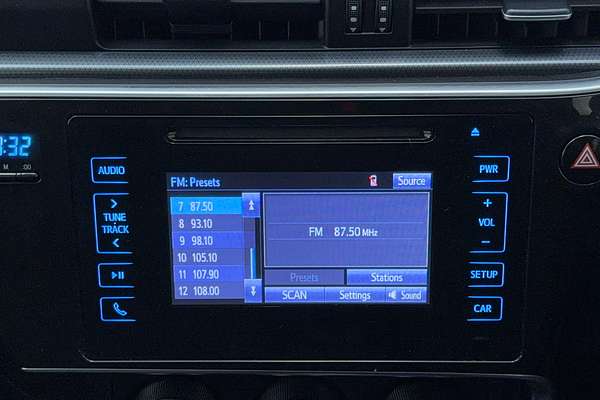 :32
M :00
AUDIO
PWR
TUNE
TRACK
VOL
SETUP
CAR
FM: Presets
Source
7 87.50
8 93.10
9 98.10
10 105.10
11 107.90
12 108.00
FM 87.50 MHz
Presets
Stations
SCAN
Settings
Sound